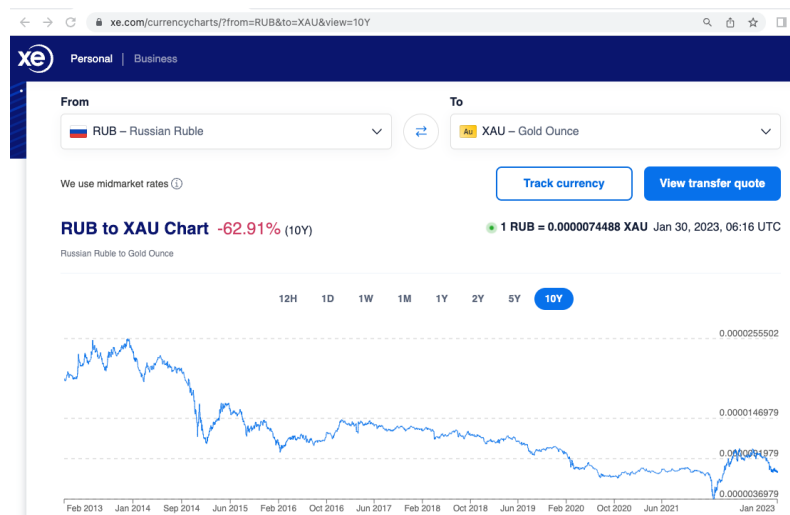 xe.com/currencycharts/?from=RUB&to=XAU&view=10Y
xe Personal | Business
From To
RUB – Russian Ruble Au XAU – Gold Ounce
We use midmarket rates Track currency View transfer quote
RUB to XAU Chart -62.91% (10Y) 1 RUB = 0.0000074488 XAU Jan 30, 2023, 06:16 UTC
Russian Ruble to Gold Ounce
12H 1D 1W 1M 1Y 2Y 5Y 10Y
0.0000255502
0.0000146979
0.0000036979
Feb 2013 Jan 2014 Sep 2014 Jun 2015 Feb 2016 Oct 2016 Jun 2017 Feb 2018 Oct 2018 Jun 2019 Feb 2020 Oct 2020 Jun 2021 Jan 2023